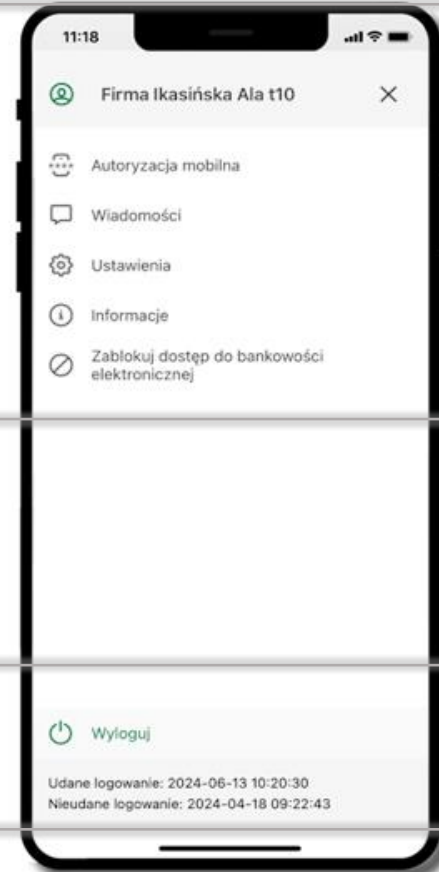 11:18
Firma Ikasińska Ala t10
Autoryzacja mobilna
Wiadomości
Ustawienia
Informacje
Zablokuj dostęp do bankowości
elektronicznej
Wyloguj
Udane logowanie: 2024-06-13 10:20:30
Nieudane logowanie: 2024-04-18 09:22:43